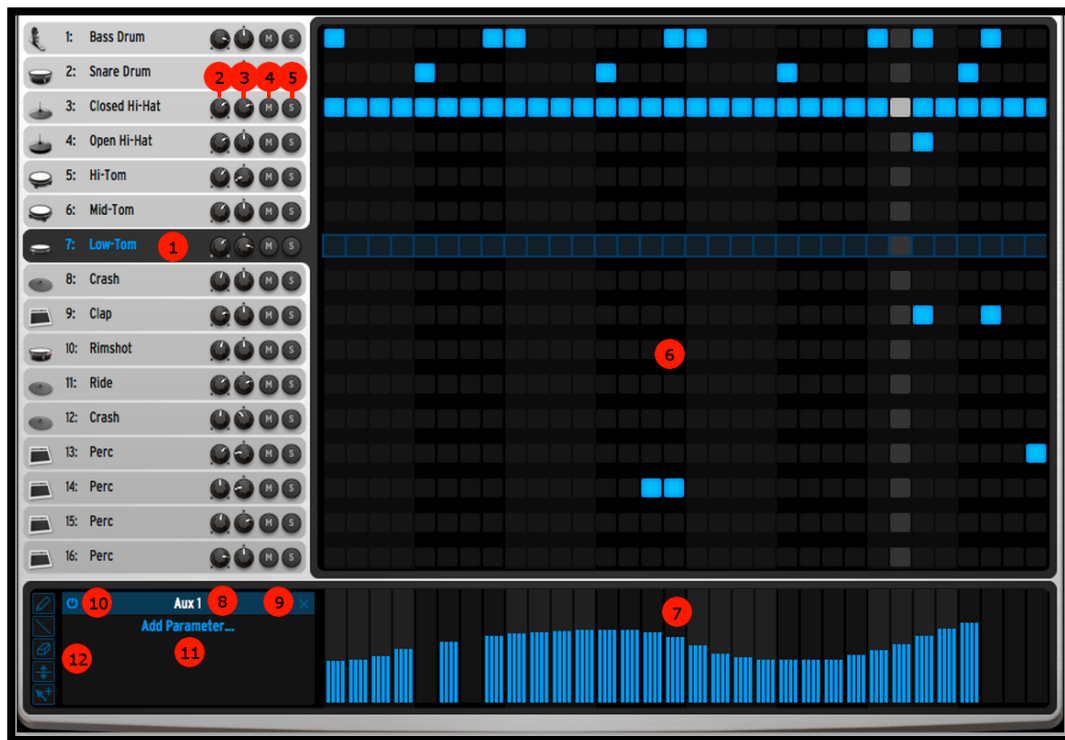 1: Bass Drum M S
2: Snare Drum 2 3 4 5
3: Closed Hi-Hat M S
4: Open Hi-Hat M S
5: Hi-Tom M S
6: Mid-Tom M S
7: Low-Tom 1 M S
8: Crash M S
9: Clap M S
10: Rimshot M S 6
11: Ride M S
12: Crash M S
13: Perc M S
14: Perc M S
15: Perc M S
16: Perc M S
10 Aux 1 8 9 7
Add Parameter...
12 11